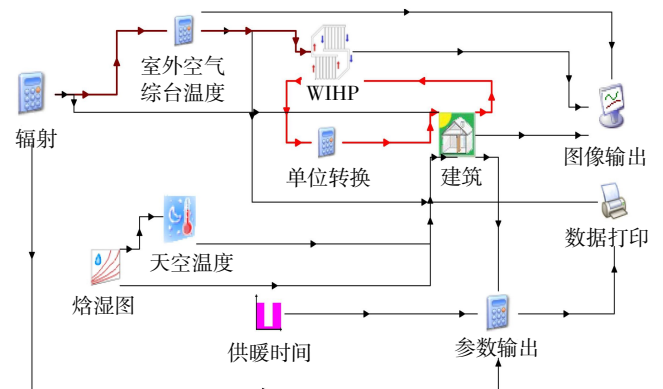 室外空气
综台温度
WIHP
辐射
单位转换
建筑
图像输出
天空温度
数据打印
焓湿图
供暖时间
参数输出